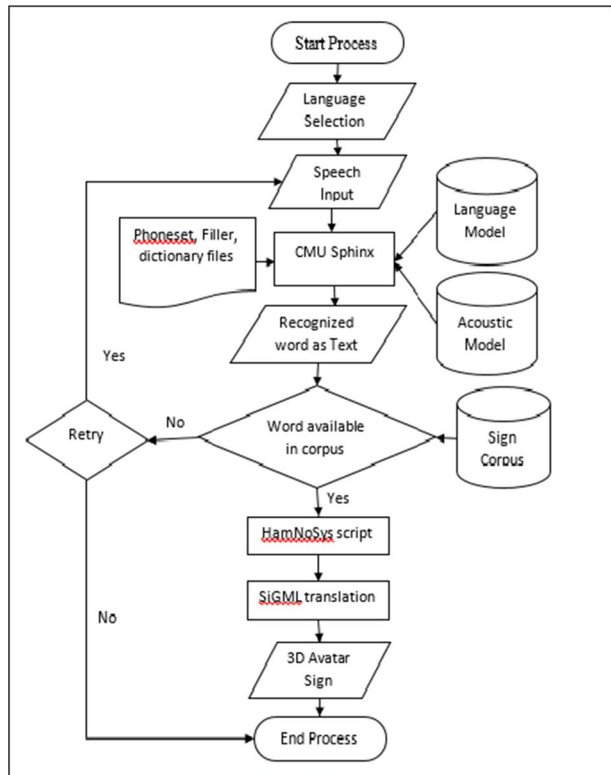 Start Process
Language
Selection
Speech
Input
Language
Model
Phoneset, Filler,
dictionary files
CMU Sphinx
Acoustic
Model
Recognized
word as Text
Yes
Retry
No
Word available
in corpus
Sign
Corpus
Yes
HamNoSys script
SiGML translation
No
3D Avatar
Sign
End Process